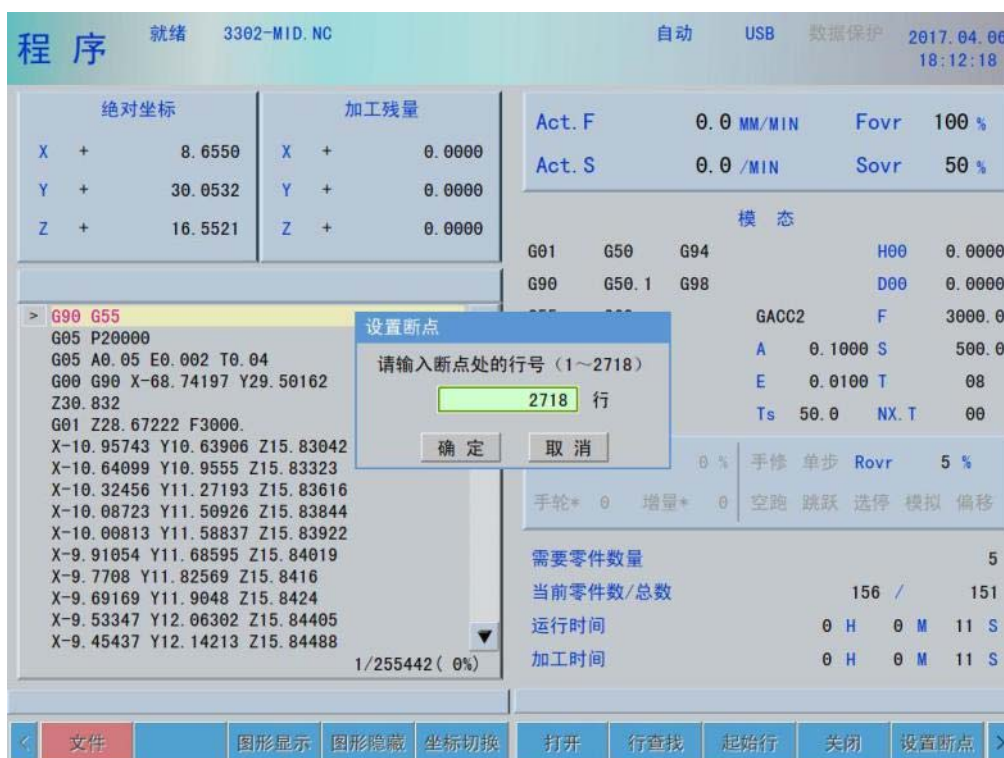 程 序 就绪 3302-MID.NC 自动 USB 数据保护 2017.04.06
18:12:18
绝对坐标
X + 8.6550
Y + 30.0532
Z + 16.5521
加工残量
X + 0.0000
Y + 0.0000
Z + 0.0000
Act.F 0.0 MM/MIN Fovr 100 %
Act.S 0.0 /MIN Sovr 50 %
模 态
G01 G50 G94 H00 0.0000
G90 G50.1 G98 D00 0.0000
GACC2 F 3000.0
A 0.1000 S 500.0
E 0.0100 T 08
Ts 50.0 NX.T 00
> G90 G55
G05 P20000
G05 A0.05 E0.002 T0.04
G00 G90 X-68.74197 Y29.50162
Z30.832
G01 Z28.67222 F3000.
X-10.95743 Y10.63906 Z15.83042
X-10.64099 Y10.9555 Z15.83323
X-10.32456 Y11.27193 Z15.83616
X-10.08723 Y11.50926 Z15.83844
X-10.00813 Y11.58837 Z15.83922
X-9.91054 Y11.68595 Z15.84019
X-9.7708 Y11.82569 Z15.8416
X-9.69169 Y11.9048 Z15.8424
X-9.53347 Y12.06302 Z15.84405
X-9.45437 Y12.14213 Z15.84488
1/255442( 0%)
设置断点
请输入断点处的行号（1～2718）
2718 行
确 定 取 消
0 % 手修 单步 Rovr 5 %
手轮* 0 增量* 0 空跑 跳跃 选停 模拟 偏移
需要零件数量 5
当前零件数/总数 156 / 151
运行时间 0 H 0 M 11 S
加工时间 0 H 0 M 11 S
< 文件 图形显示 图形隐藏 坐标切换 打开 行查找 起始行 关闭 设置断点 >